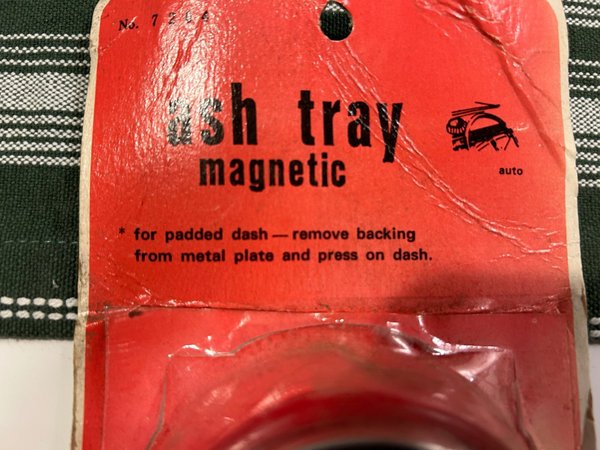 No. 7204
ash tray
magnetic
auto
* for padded dash — remove backing
from metal plate and press on dash.